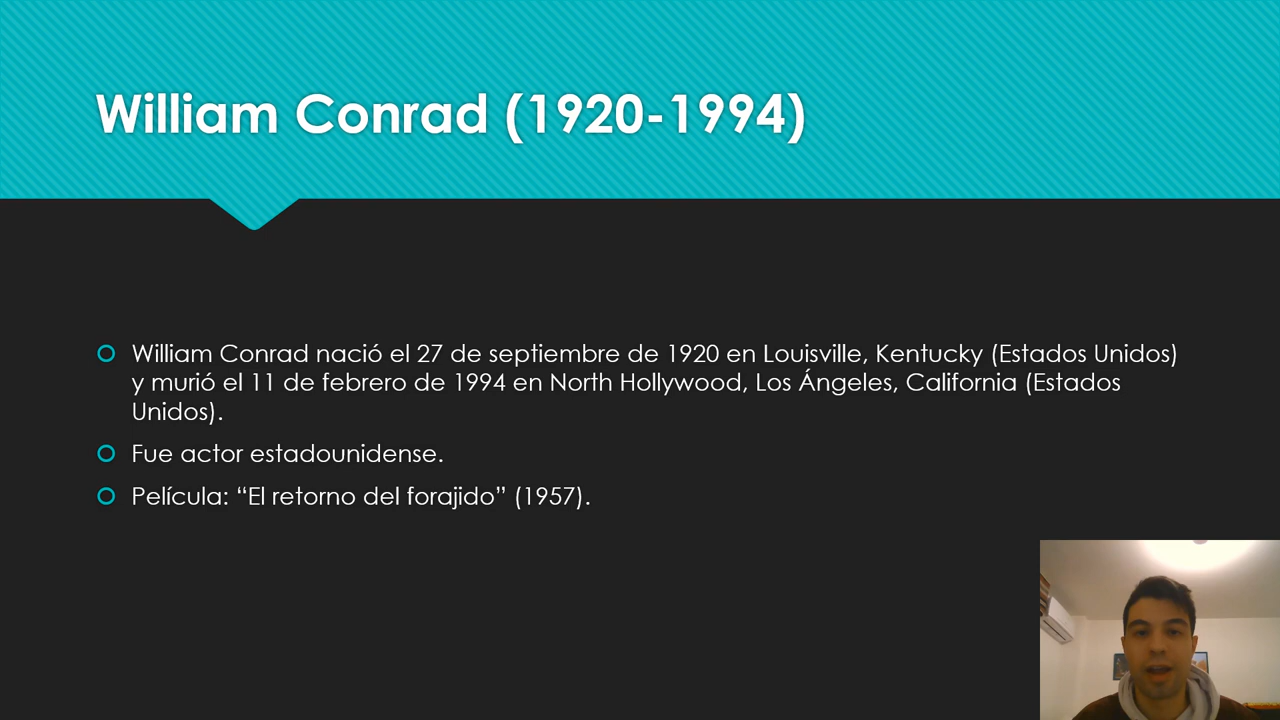 William Conrad (1920-1994)
William Conrad nació el 27 de septiembre de 1920 en Louisville, Kentucky (Estados Unidos)
y murió el 11 de febrero de 1994 en North Hollywood, Los Ángeles, California (Estados
Unidos).
Fue actor estadounidense.
Película: “El retorno del forajido” (1957).